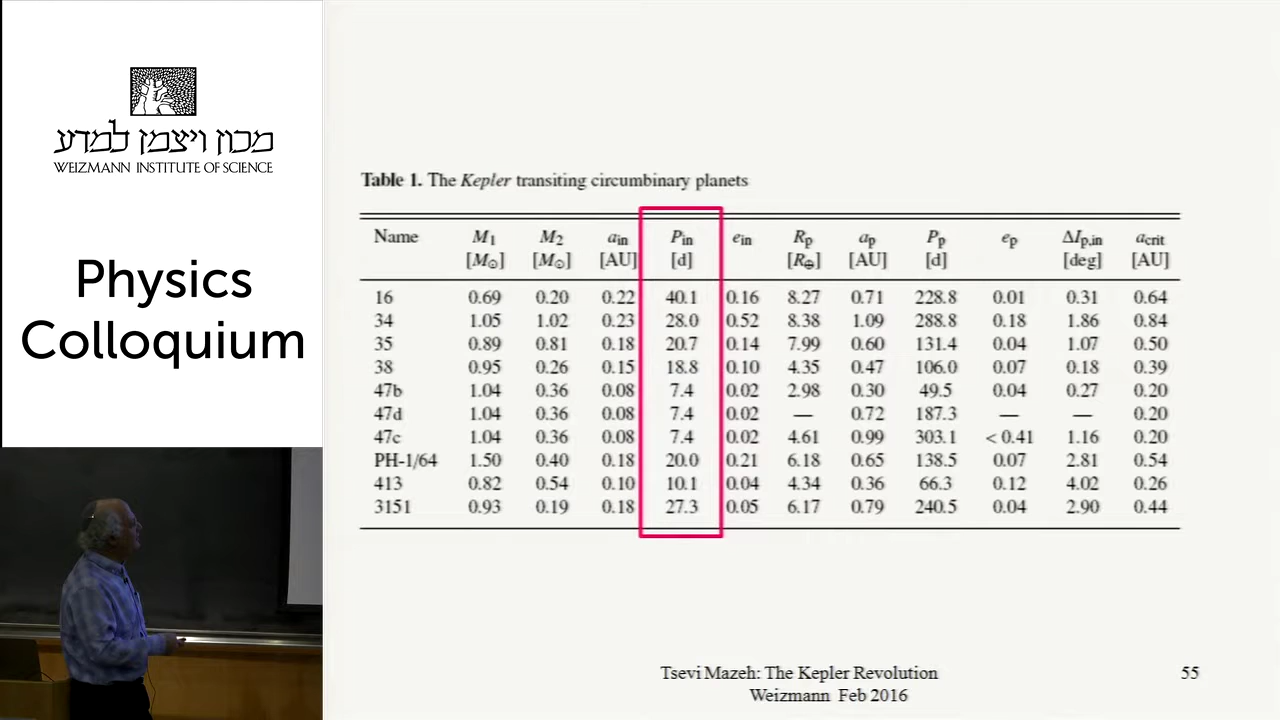 מכון ויצמן למדע
WEIZMANN INSTITUTE OF SCIENCE
Physics
Colloquium
Table 1. The Kepler transiting circumbinary planets
Name M1 M2 ain Pin ein Rp ap Pp ep ΔIp,in acrit
[M⊙] [M⊙] [AU] [d] [R⊕] [AU] [d] [deg] [AU]
16 0.69 0.20 0.22 40.1 0.16 8.27 0.71 228.8 0.01 0.31 0.64
34 1.05 1.02 0.23 28.0 0.52 8.38 1.09 288.8 0.18 1.86 0.84
35 0.89 0.81 0.18 20.7 0.14 7.99 0.60 131.4 0.04 1.07 0.50
38 0.95 0.26 0.15 18.8 0.10 4.35 0.47 106.0 0.07 0.18 0.39
47b 1.04 0.36 0.08 7.4 0.02 2.98 0.30 49.5 0.04 0.27 0.20
47d 1.04 0.36 0.08 7.4 0.02 — 0.72 187.3 — — 0.20
47c 1.04 0.36 0.08 7.4 0.02 4.61 0.99 303.1 < 0.41 1.16 0.20
PH-1/64 1.50 0.40 0.18 20.0 0.21 6.18 0.65 138.5 0.07 2.81 0.54
413 0.82 0.54 0.10 10.1 0.04 4.34 0.36 66.3 0.12 4.02 0.26
3151 0.93 0.19 0.18 27.3 0.05 6.17 0.79 240.5 0.04 2.90 0.44
Tsevi Mazeh: The Kepler Revolution 55
Weizmann Feb 2016